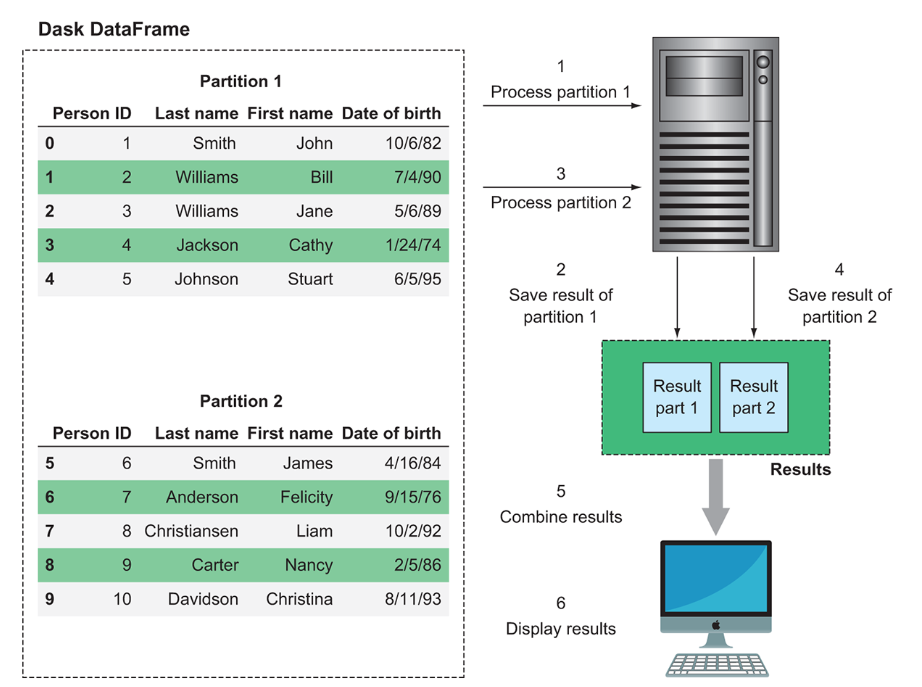 Dask DataFrame
Partition 1
Person ID Last name First name Date of birth
0 1 Smith John 10/6/82
1 2 Williams Bill 7/4/90
2 3 Williams Jane 5/6/89
3 4 Jackson Cathy 1/24/74
4 5 Johnson Stuart 6/5/95
Partition 2
Person ID Last name First name Date of birth
5 6 Smith James 4/16/84
6 7 Anderson Felicity 9/15/76
7 8 Christiansen Liam 10/2/92
8 9 Carter Nancy 2/5/86
9 10 Davidson Christina 8/11/93
1
Process partition 1
3
Process partition 2
2
Save result of
partition 1
4
Save result of
partition 2
Result
part 1
Result
part 2
Results
5
Combine results
6
Display results